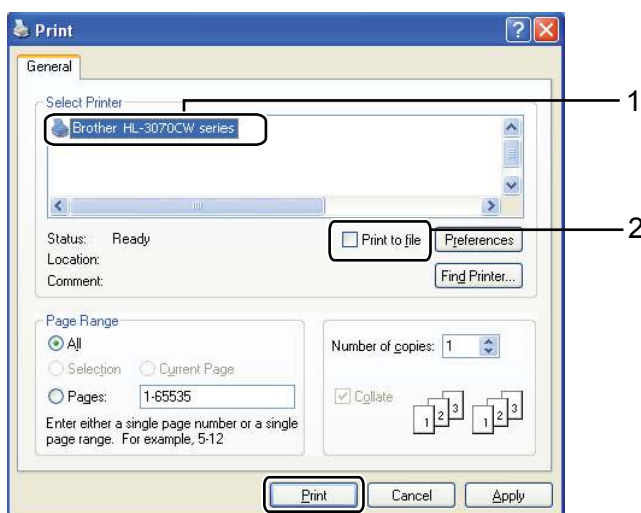 Print
General
Select Printer
1
Brother HL-3070CW series
Status: Ready
Print to file
Preferences
2
Location:
Comment:
Find Printer...
Page Range
All
Selection
Current Page
Pages:
1-65535
Enter either a single page number or a single
page range. For example, 5-12
Number of copies: 1
Collate
1 2 3 1 2 3
Print
Cancel
Apply